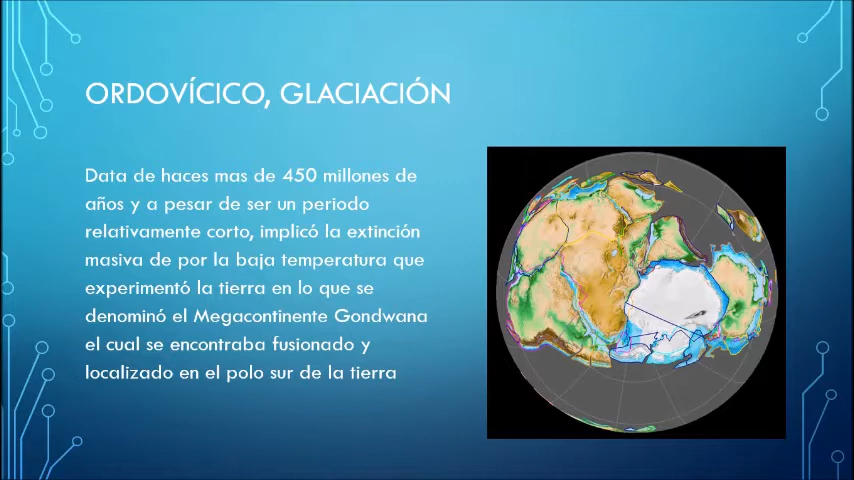 ORDOVÍCICO, GLACIACIÓN
Data de haces mas de 450 millones de
años y a pesar de ser un periodo
relativamente corto, implicó la extinción
masiva de por la baja temperatura que
experimentó la tierra en lo que se
denominó el Megacontinente Gondwana
el cual se encontraba fusionado y
localizado en el polo sur de la tierra